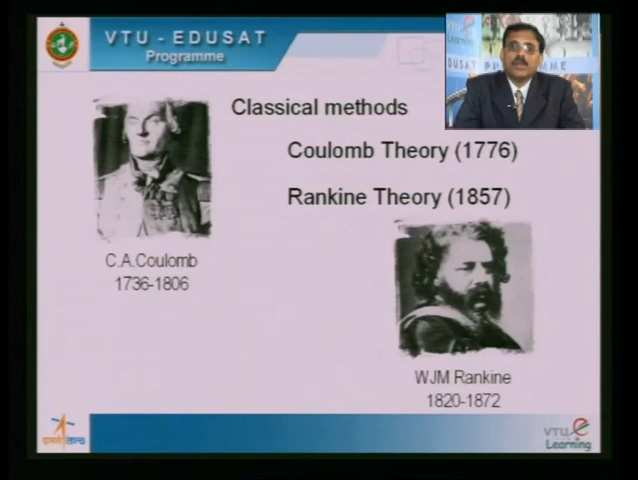 VTU - EDUSAT
Programme
Classical methods
Coulomb Theory (1776)
Rankine Theory (1857)
C.A.Coulomb
1736-1806
WJM Rankine
1820-1872
VTU e
Learning